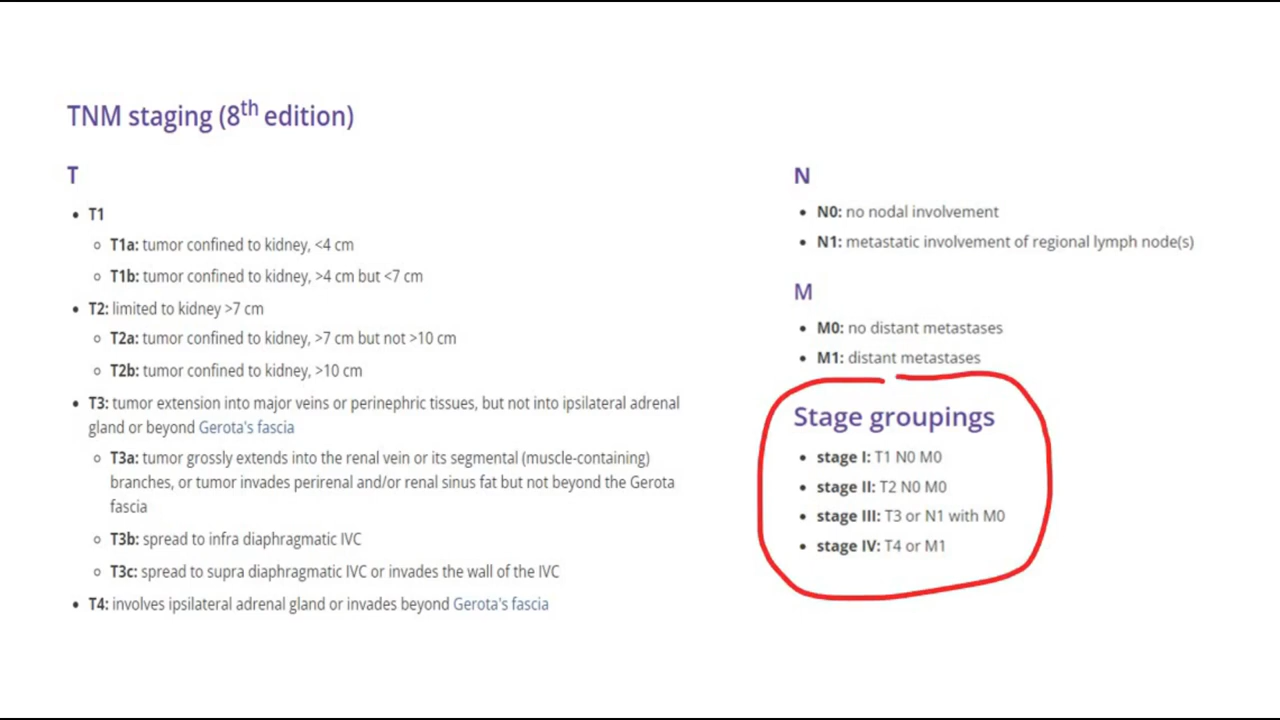 TNM staging (8th edition)
T
• T1
○ T1a: tumor confined to kidney, <4 cm
○ T1b: tumor confined to kidney, >4 cm but <7 cm
• T2: limited to kidney >7 cm
○ T2a: tumor confined to kidney, >7 cm but not >10 cm
○ T2b: tumor confined to kidney, >10 cm
• T3: tumor extension into major veins or perinephric tissues, but not into ipsilateral adrenal
gland or beyond Gerota's fascia
○ T3a: tumor grossly extends into the renal vein or its segmental (muscle-containing)
branches, or tumor invades perirenal and/or renal sinus fat but not beyond the Gerota
fascia
○ T3b: spread to infra diaphragmatic IVC
○ T3c: spread to supra diaphragmatic IVC or invades the wall of the IVC
• T4: involves ipsilateral adrenal gland or invades beyond Gerota's fascia
N
• N0: no nodal involvement
• N1: metastatic involvement of regional lymph node(s)
M
• M0: no distant metastases
• M1: distant metastases
Stage groupings
• stage I: T1 N0 M0
• stage II: T2 N0 M0
• stage III: T3 or N1 with M0
• stage IV: T4 or M1